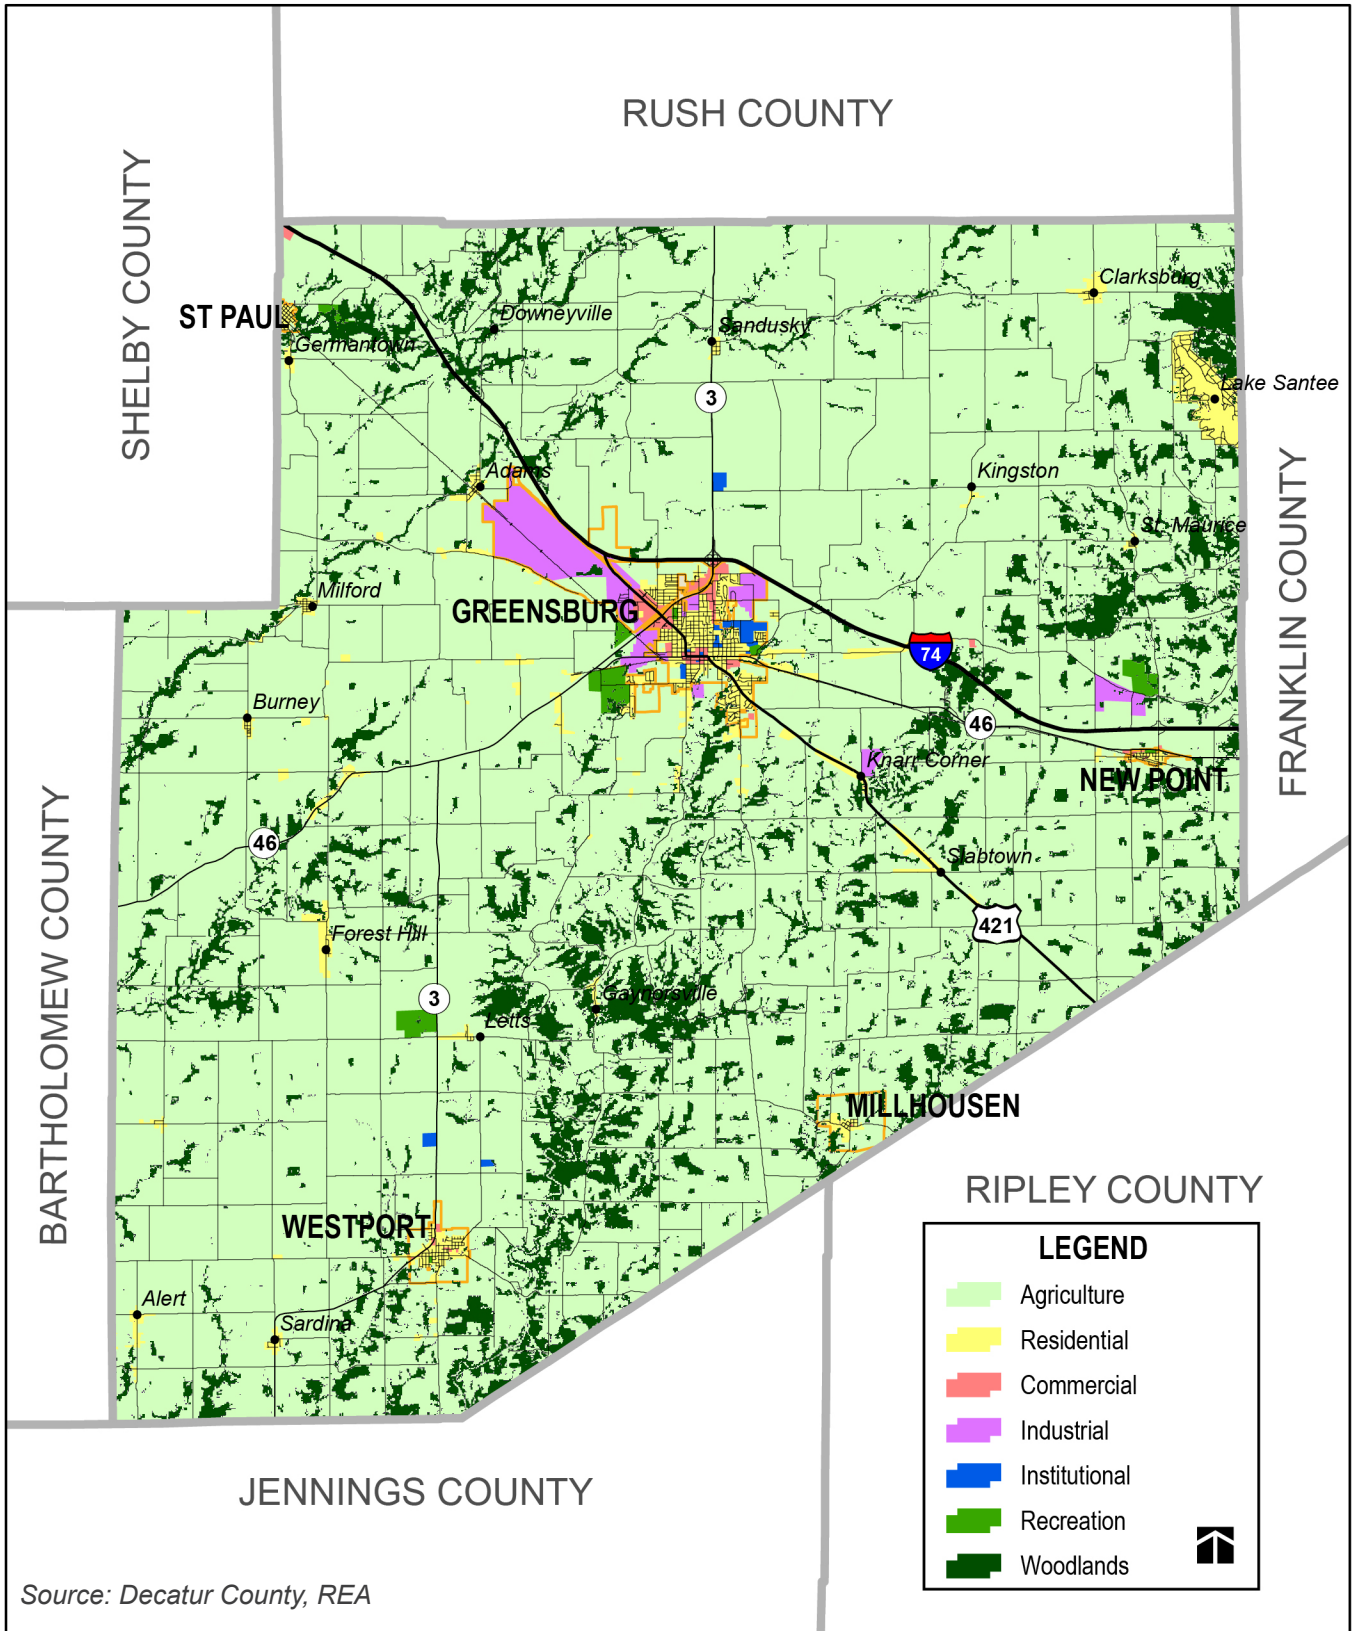 RUSH COUNTY
SHELBY COUNTY
Clarksburg
ST PAUL
Downeyville
Sandusky
Germantown
Lake Santee
3
Adams
Kingston
St. Maurice
FRANKLIN COUNTY
Milford
GREENSBURG
74
Burney
46
Knarr Corner
NEW POINT
46
Slabtown
BARTHOLOMEW COUNTY
421
Forest Hill
3
Gaynorsville
Letts
MILLHOUSEN
RIPLEY COUNTY
WESTPORT
Alert
Sardina
LEGEND
Agriculture
Residential
Commercial
Industrial
Institutional
Recreation
Woodlands
JENNINGS COUNTY
Source: Decatur County, REA